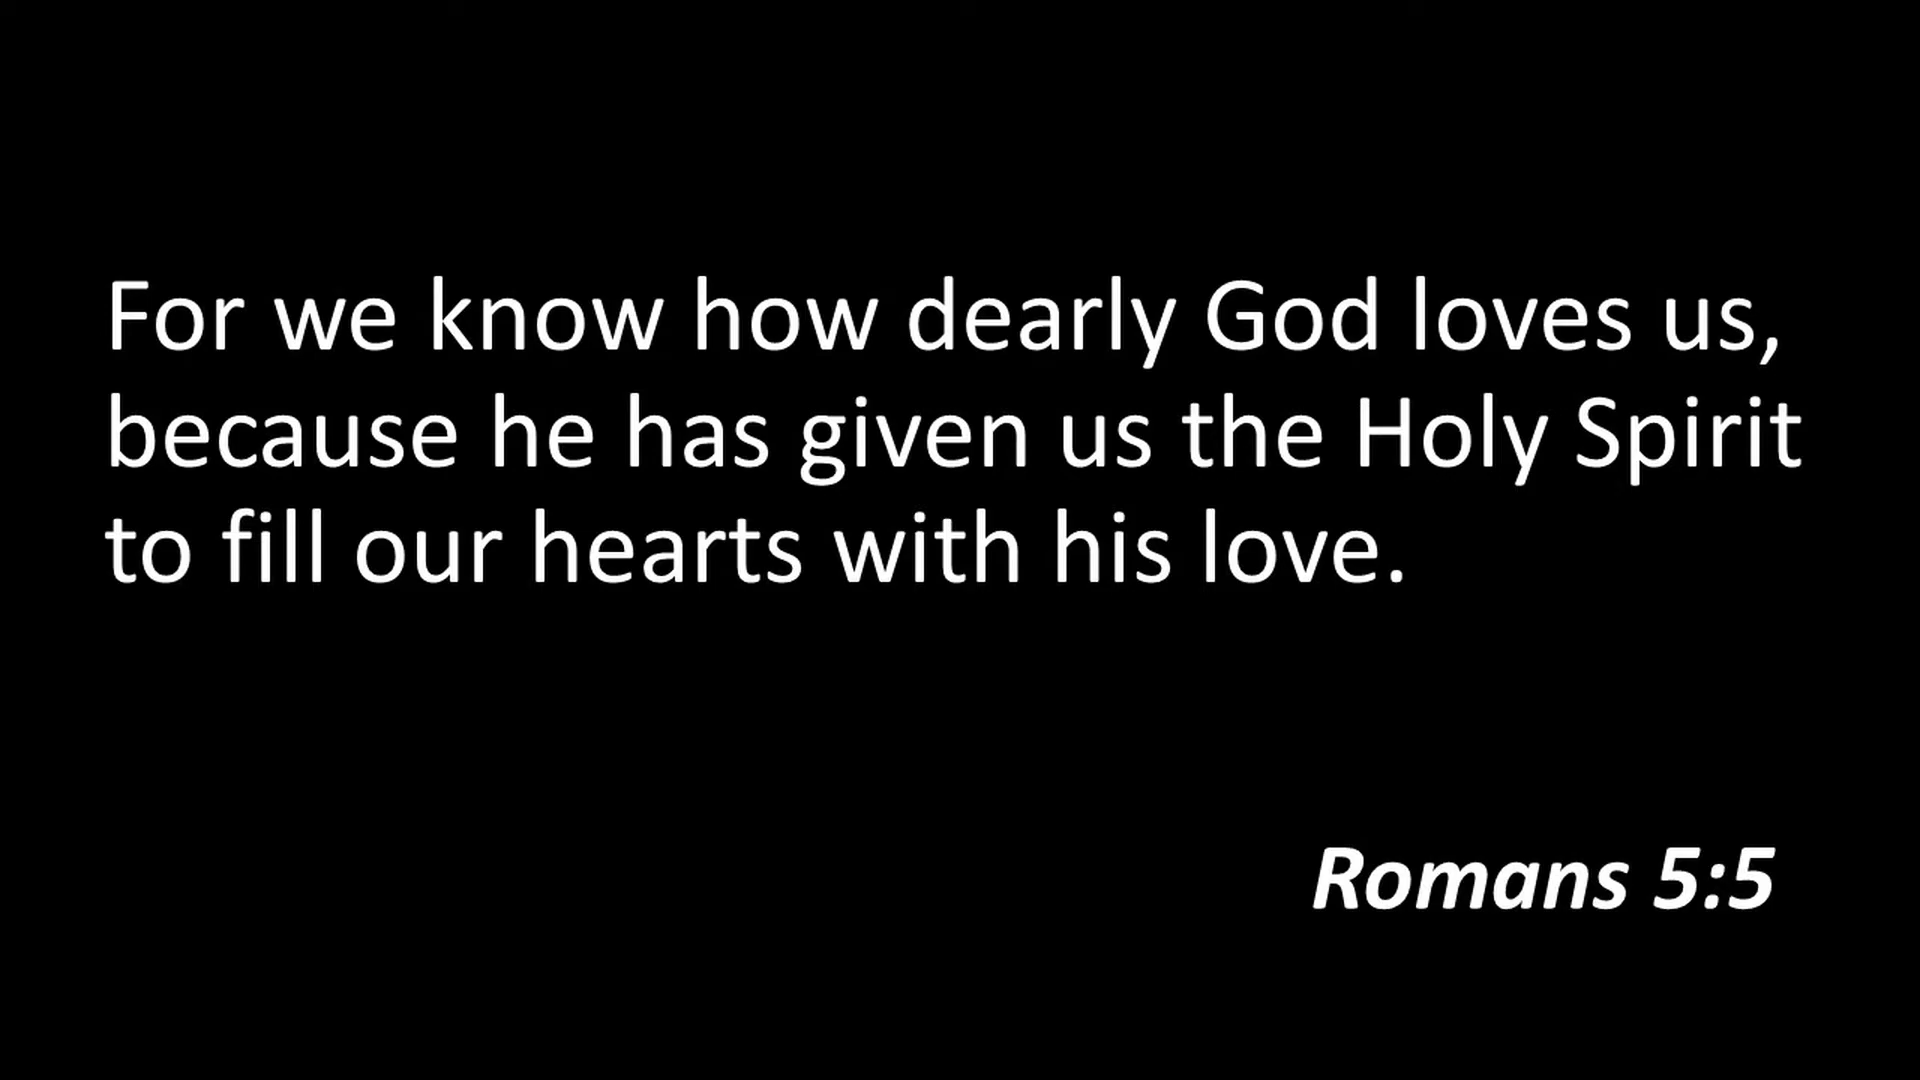 For we know how dearly God loves us,
because he has given us the Holy Spirit
to fill our hearts with his love.
Romans 5:5